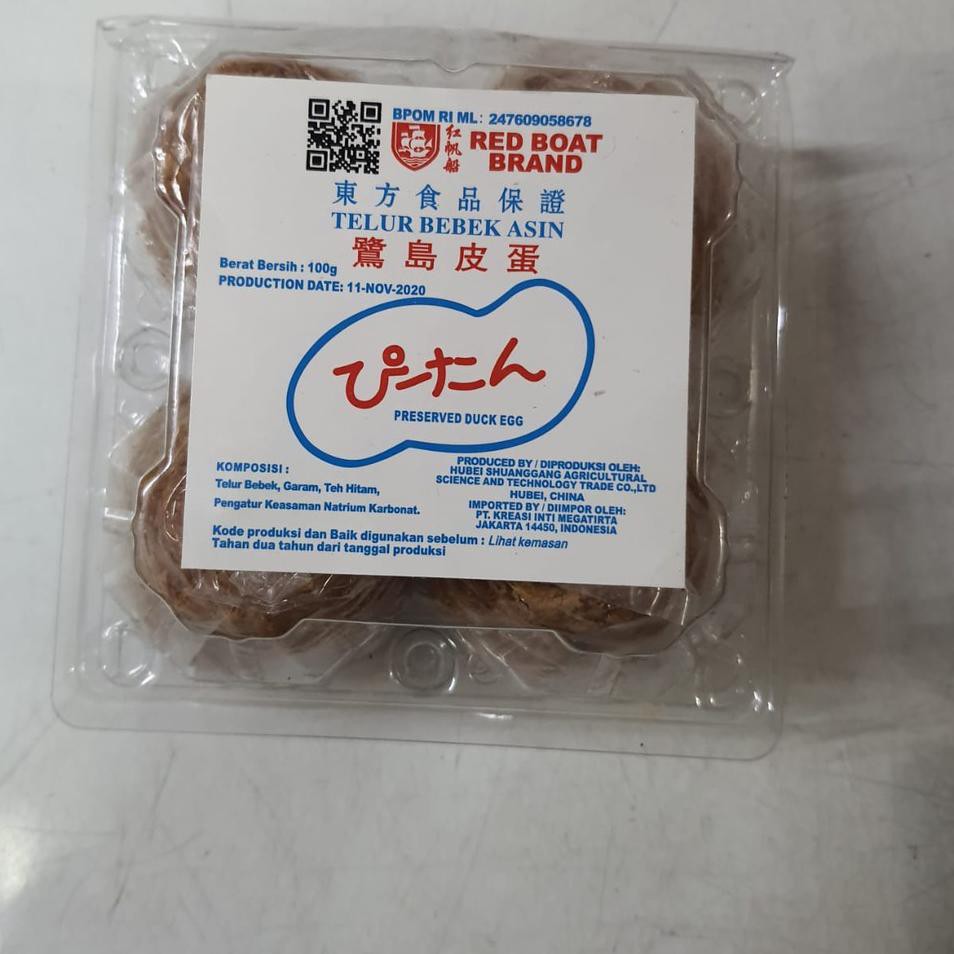 BPOM RI ML: 247609058678
红帆船
RED BOAT
BRAND
東方食品保證
TELUR BEBEK ASIN
鷺島皮蛋
Berat Bersih : 100g
PRODUCTION DATE: 11-NOV-2020
ぴーたん
PRESERVED DUCK EGG
KOMPOSISI :
Telur Bebek, Garam, Teh Hitam,
Pengatur Keasaman Natrium Karbonat.
PRODUCED BY / DIPRODUKSI OLEH:
HUBEI SHUANGGANG AGRICULTURAL
SCIENCE AND TECHNOLOGY TRADE CO.,LTD
HUBEI, CHINA
IMPORTED BY / DIIMPOR OLEH:
PT. KREASI INTI MEGATIRTA
JAKARTA 14450, INDONESIA
Kode produksi dan Baik digunakan sebelum : Lihat kemasan
Tahan dua tahun dari tanggal produksi